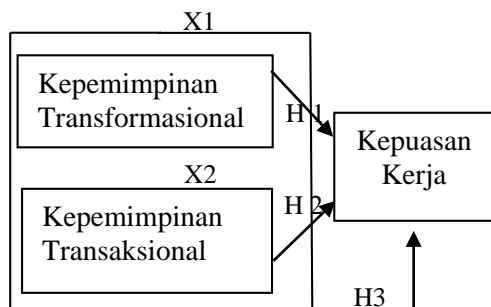 X1
Kepemimpinan
Transformasional
H 1
Kepuasan
Kerja
X2
H 2
Kepemimpinan
Transaksional
H3